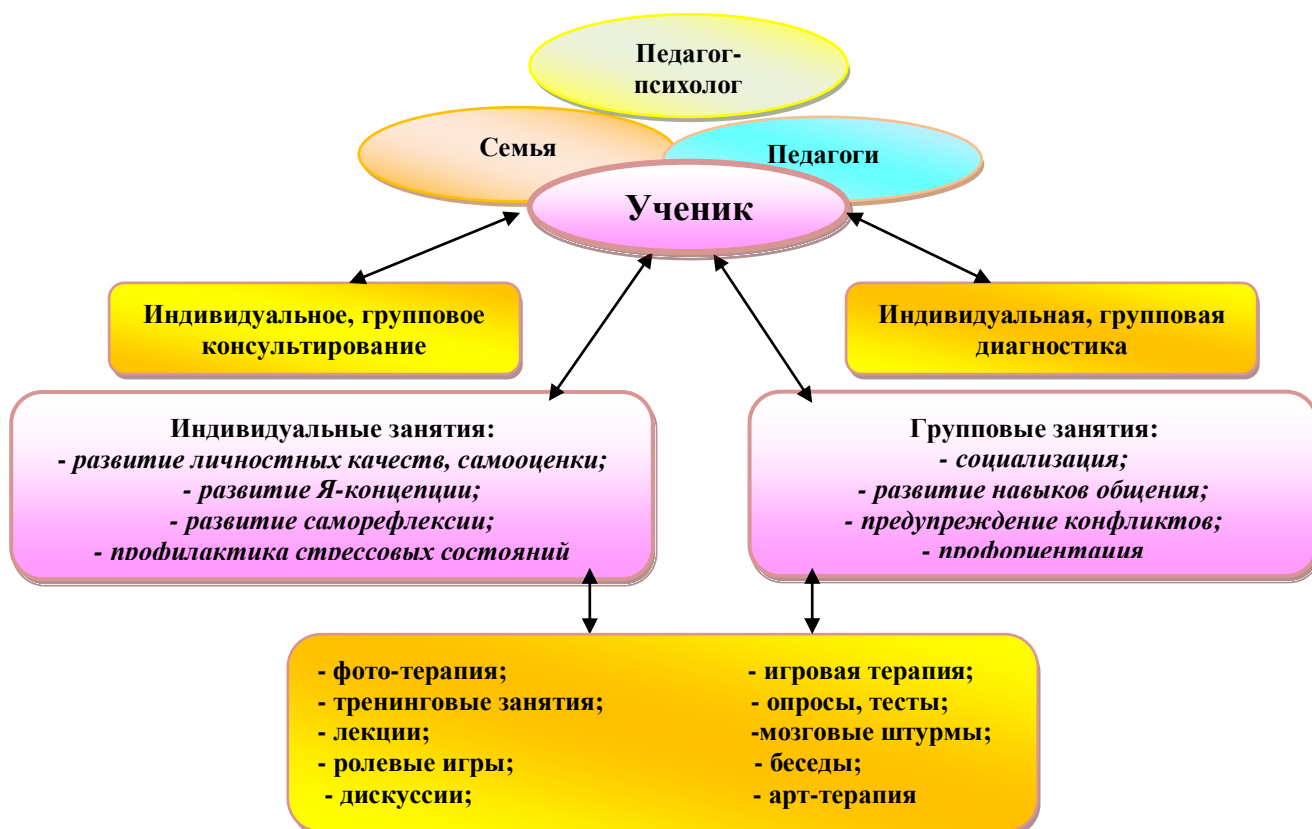 Педагог-
психолог
Семья
Педагоги
Ученик
Индивидуальное, групповое
консультирование
Индивидуальная, групповая
диагностика
Индивидуальные занятия:
- развитие личностных качеств, самооценки;
- развитие Я-концепции;
- развитие саморефлексии;
- профилактика стрессовых состояний
Групповые занятия:
- социализация;
- развитие навыков общения;
- предупреждение конфликтов;
- профориентация
- фото-терапия;
- тренинговые занятия;
- лекции;
- ролевые игры;
- дискуссии;
- игровая терапия;
- опросы, тесты;
-мозговые штурмы;
- беседы;
- арт-терапия